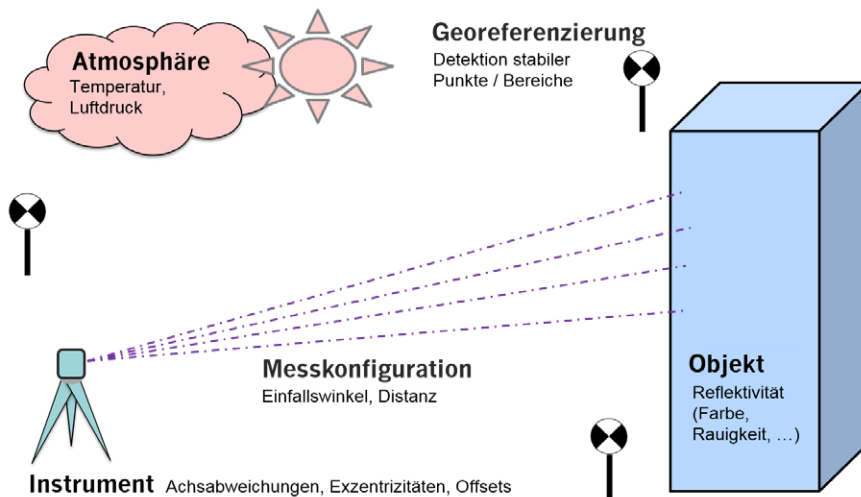 Georeferenzierung
Detektion stabiler
Punkte / Bereiche
Atmosphäre
Temperatur,
Luftdruck
Messkonfiguration
Einfallswinkel, Distanz
Objekt
Reflektivität
(Farbe,
Rauigkeit, …)
Instrument Achsabweichungen, Exzentrizitäten, Offsets